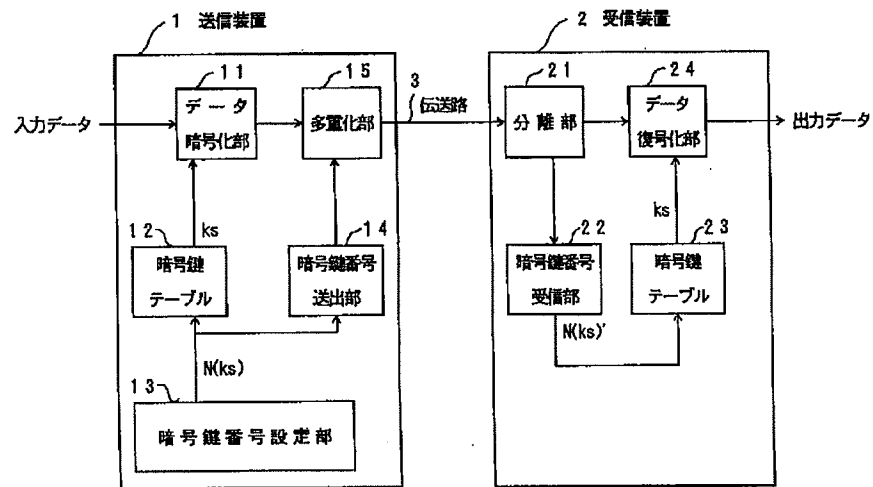 1 送信装置
2 受信装置
11
15
3
21
24
入力データ
データ
暗号化部
多重化部
伝送路
分離部
データ
復号化部
出力データ
ks
ks
12
14
22
23
暗号鍵
テーブル
暗号鍵番号
送出部
暗号鍵番号
受信部
暗号鍵
テーブル
N(ks)
N(ks)'
13
暗号鍵番号設定部